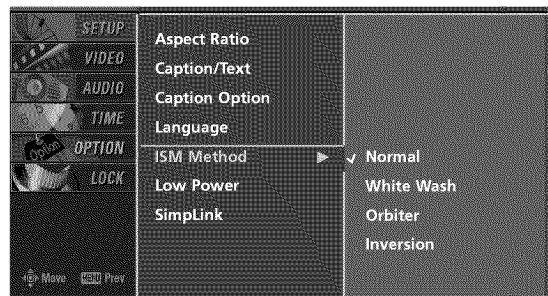 SETUP
VIDEO
AUDIO
TIME
OPTION
LOCK
Move MENU Prev
Aspect Ratio
Caption/Text
Caption Option
Language
ISM Method
Low Power
SimpLink
Normal
White Wash
Orbiter
Inversion
Option